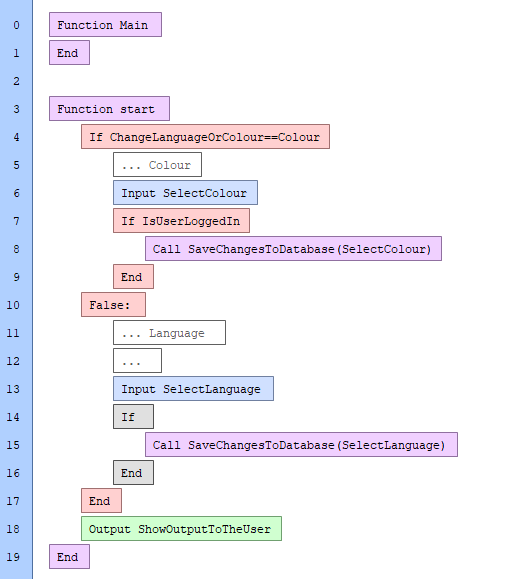 0 Function Main
1 End
2
3 Function start
4 If ChangeLanguageOrColour==Colour
5 ... Colour
6 Input SelectColour
7 If IsUserLoggedIn
8 Call SaveChangesToDatabase(SelectColour)
9 End
10 False:
11 ... Language
12 ...
13 Input SelectLanguage
14 If
15 Call SaveChangesToDatabase(SelectLanguage)
16 End
17 End
18 Output ShowOutputToTheUser
19 End